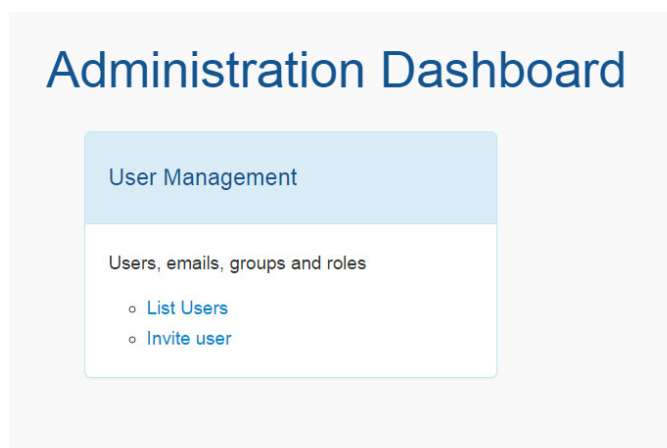 Administration Dashboard
User Management
Users, emails, groups and roles
List Users
Invite user